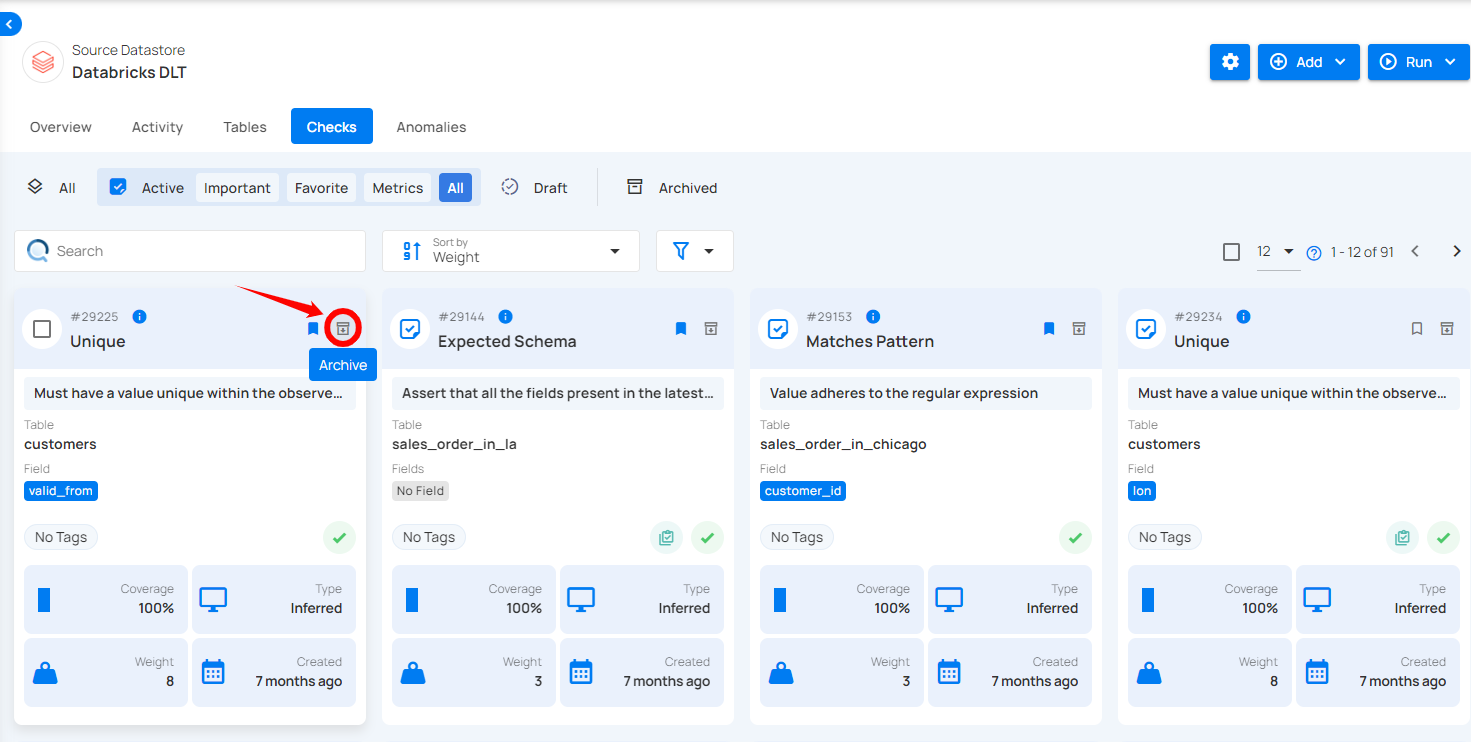 Source Datastore
Databricks DLT
Add
Run
Overview
Activity
Tables
Checks
Anomalies
All
Active
Important
Favorite
Metrics
All
Draft
Archived
Search
Sort by
Weight
12
1 - 12 of 91
#29225
Unique
Archive
Must have a value unique within the observe...
Table
customers
Field
valid_from
No Tags
Coverage
100%
Type
Inferred
Weight
8
Created
7 months ago
#29144
Expected Schema
Assert that all the fields present in the latest...
Table
sales_order_in_la
Fields
No Field
No Tags
Coverage
100%
Type
Inferred
Weight
3
Created
7 months ago
#29153
Matches Pattern
Value adheres to the regular expression
Table
sales_order_in_chicago
Field
customer_id
No Tags
Coverage
100%
Type
Inferred
Weight
3
Created
7 months ago
#29234
Unique
Must have a value unique within the observe...
Table
customers
Field
lon
No Tags
Coverage
100%
Type
Inferred
Weight
8
Created
7 months ago